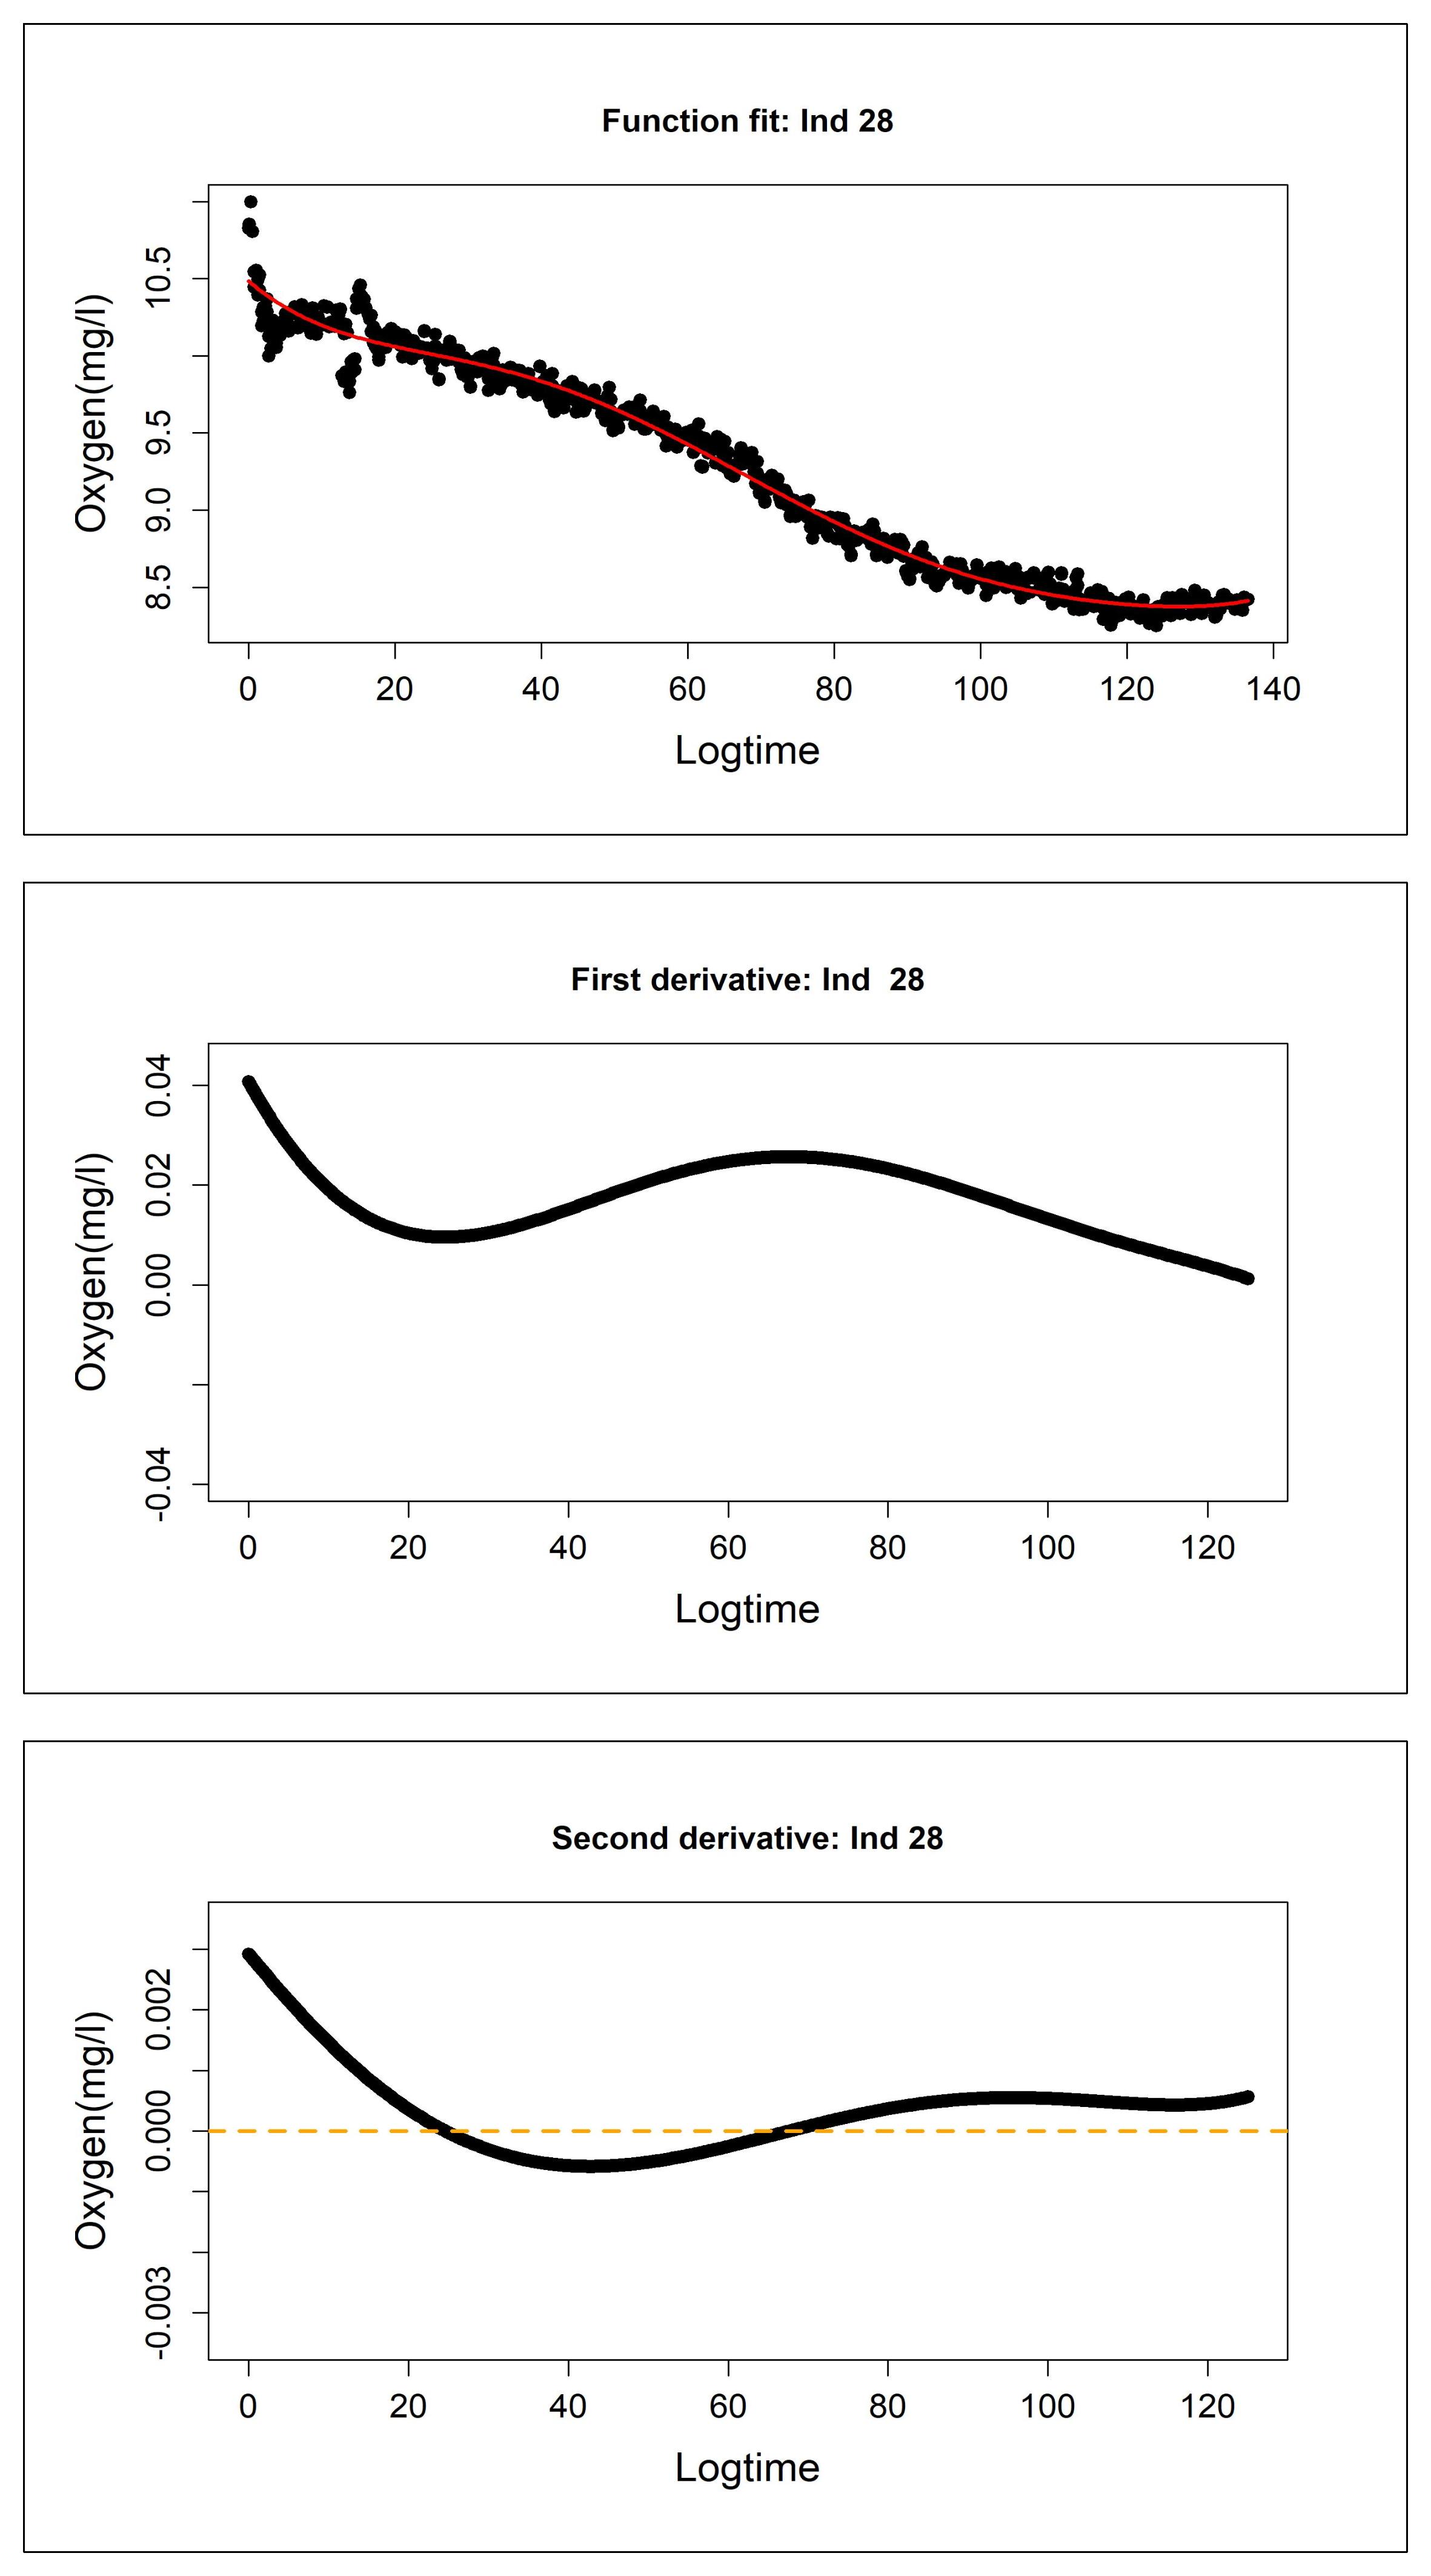 Function fit: Ind 28
Oxygen(mg/l)
10.5
9.5
9.0
8.5
0 20 40 60 80 100 120 140
Logtime
First derivative: Ind  28
Oxygen(mg/l)
0.04
0.02
0.00
-0.04
0 20 40 60 80 100 120
Logtime
Second derivative: Ind 28
Oxygen(mg/l)
0.002
0.000
-0.003
0 20 40 60 80 100 120
Logtime